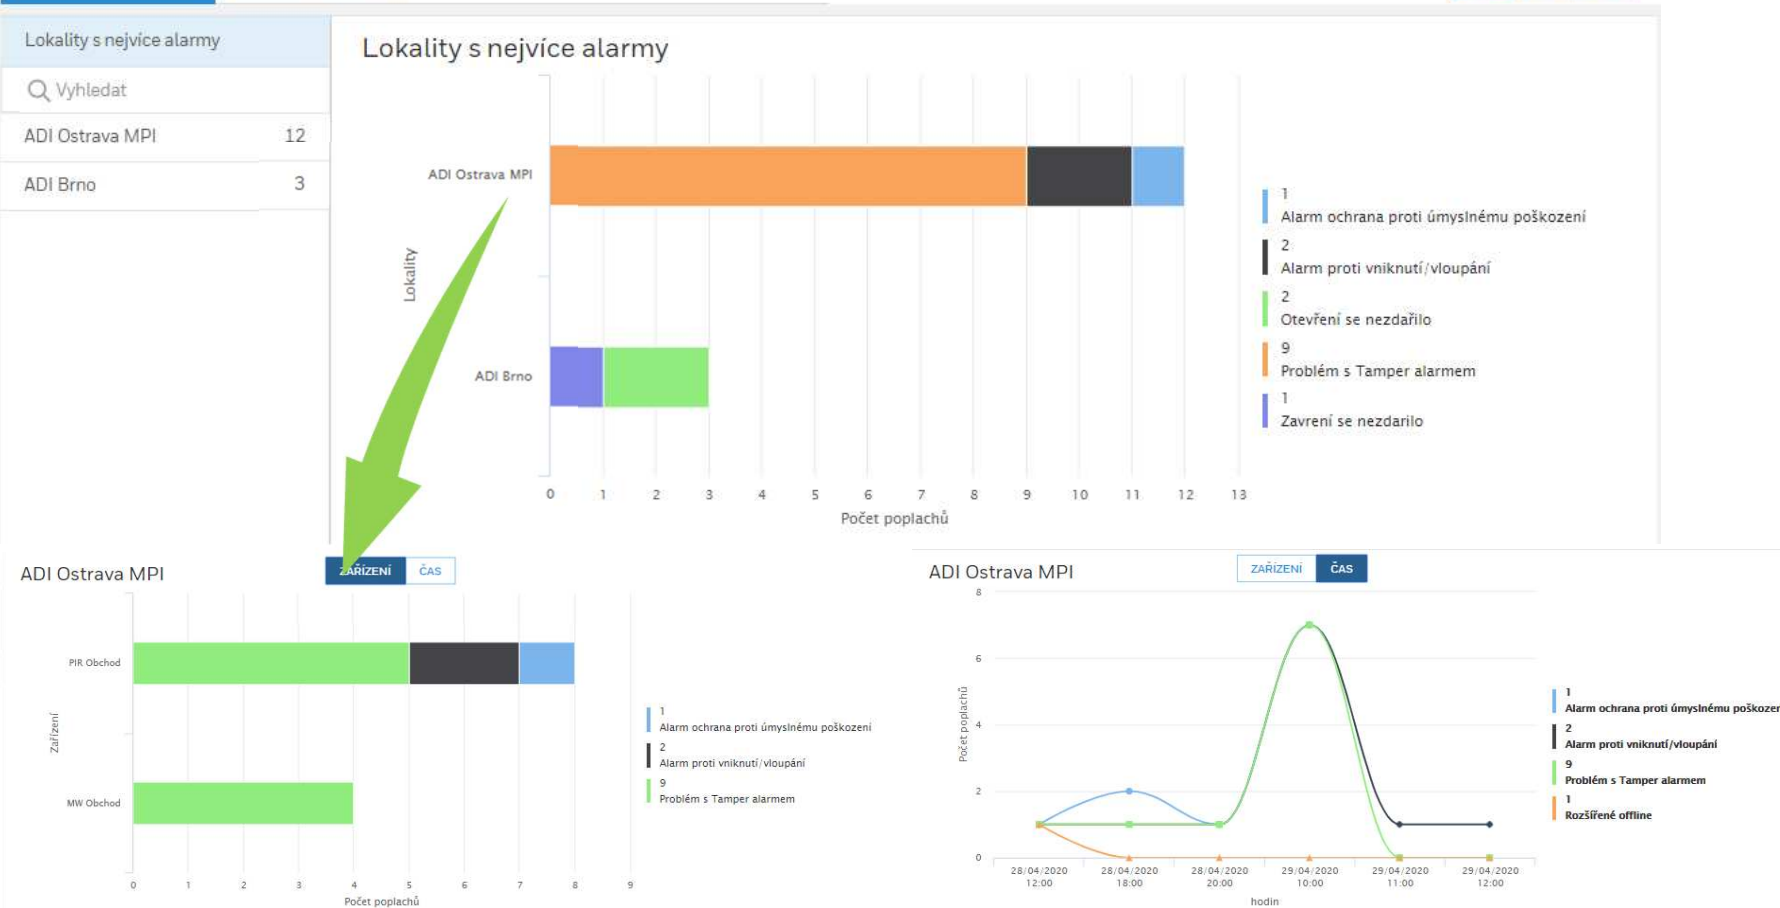 Lokality s nejvíce alarmy
Vyhledat
ADI Ostrava MPI 12
ADI Brno 3
Lokality s nejvíce alarmy
ADI Ostrava MPI
ADI Brno
Lokality
0 1 2 3 4 5 6 7 8 9 10 11 12 13
Počet poplachů
1
Alarm ochrana proti úmyslnému poškození
2
Alarm proti vniknutí/vloupání
2
Otevření se nezdařilo
9
Problém s Tamper alarmem
1
Zavrení se nezdarilo
ADI Ostrava MPI
ZAŘÍZENÍ ČAS
PIR Obchod
MW Obchod
Zařízení
0 1 2 3 4 5 6 7 8 9
Počet poplachů
1
Alarm ochrana proti úmyslnému poškození
2
Alarm proti vniknutí/vloupání
9
Problém s Tamper alarmem
ADI Ostrava MPI
ZAŘÍZENÍ ČAS
8
6
4
2
0
Počet poplachů
28/04/2020 28/04/2020 28/04/2020 29/04/2020 29/04/2020 29/04/2020
12:00 18:00 20:00 10:00 11:00 12:00
hodin
1
Alarm ochrana proti úmyslnému poškozen
2
Alarm proti vniknutí/vloupání
9
Problém s Tamper alarmem
1
Rozšířené offline